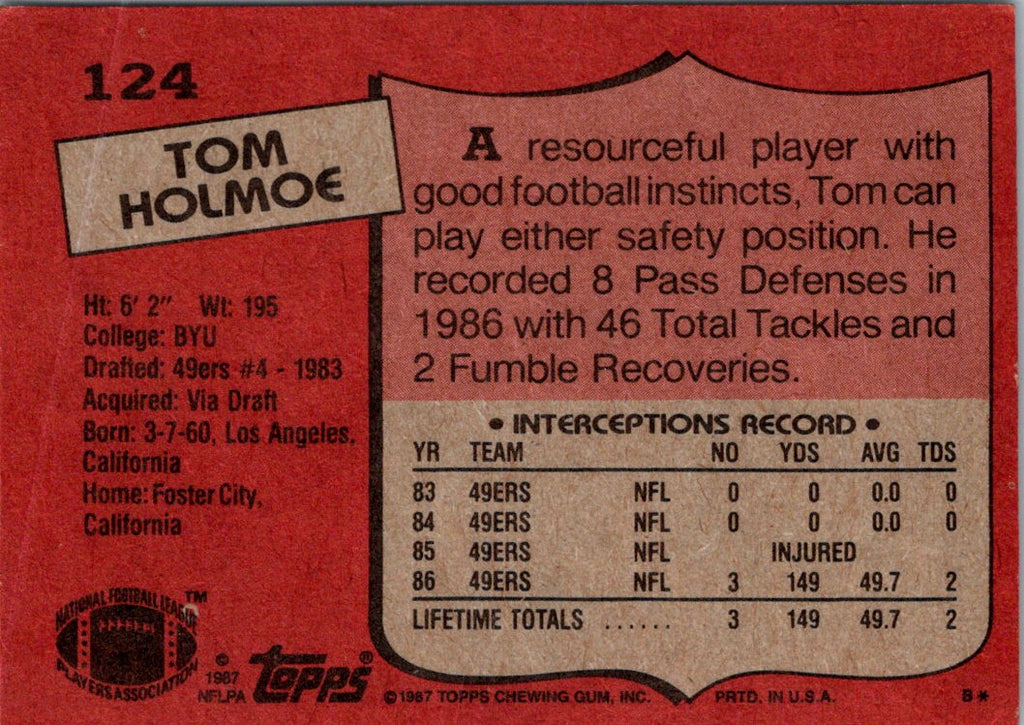 124
TOM
HOLMOE
Ht: 6' 2" Wt: 195
College: BYU
Drafted: 49ers #4 - 1983
Acquired: Via Draft
Born: 3-7-60, Los Angeles,
California
Home: Foster City,
California
A resourceful player with
good football instincts, Tom can
play either safety position. He
recorded 8 Pass Defenses in
1986 with 46 Total Tackles and
2 Fumble Recoveries.
• INTERCEPTIONS RECORD •
YR TEAM NO YDS AVG TDS
83 49ERS NFL 0 0 0.0 0
84 49ERS NFL 0 0 0.0 0
85 49ERS NFL INJURED
86 49ERS NFL 3 149 49.7 2
LIFETIME TOTALS ...... 3 149 49.7 2
NATIONAL FOOTBALL LEAGUE ™
PLAYERS ASSOCIATION
© 1987
NFLPA
topps®
© 1987 TOPPS CHEWING GUM, INC. PRTD. IN U.S.A. B*